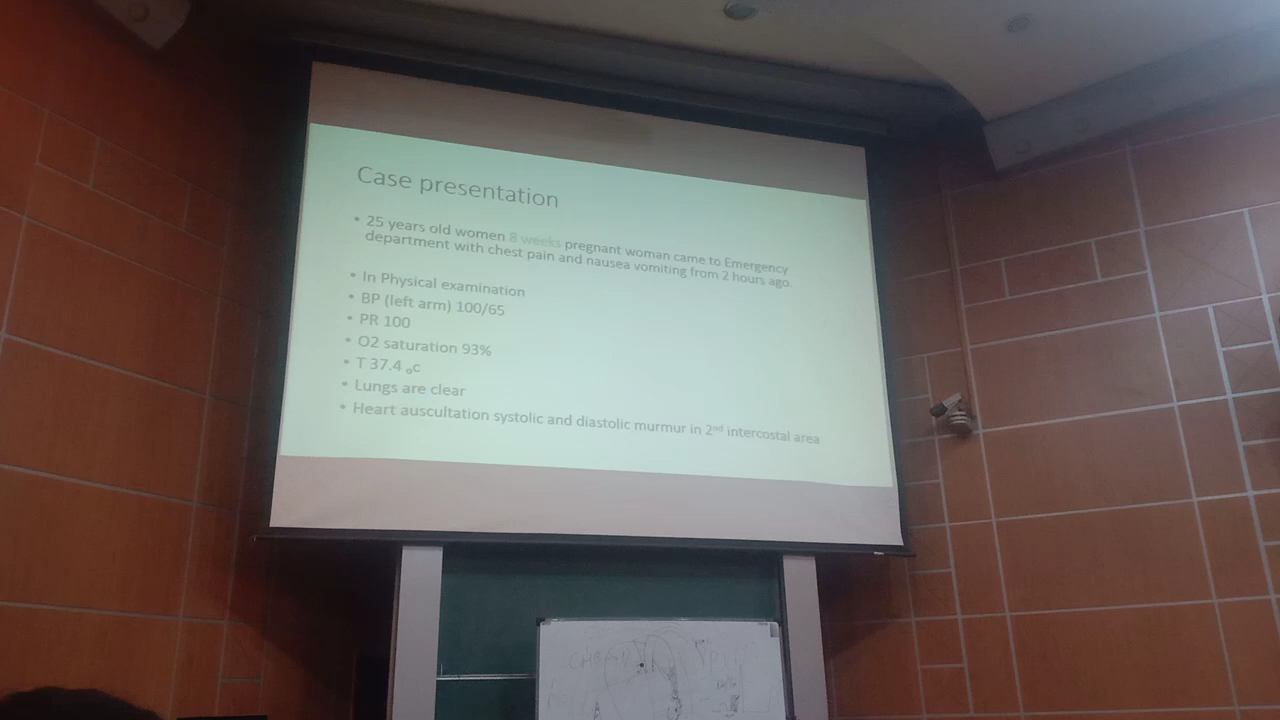 Case presentation
• 25 years old women 8 weeks pregnant woman came to Emergency
department with chest pain and nausea vomiting from 2 hours ago.
• In Physical examination
• BP (left arm) 100/65
• PR 100
• O2 saturation 93%
• T 37.4 ₒc
• Lungs are clear
• Heart auscultation systolic and diastolic murmur in 2nd intercostal area